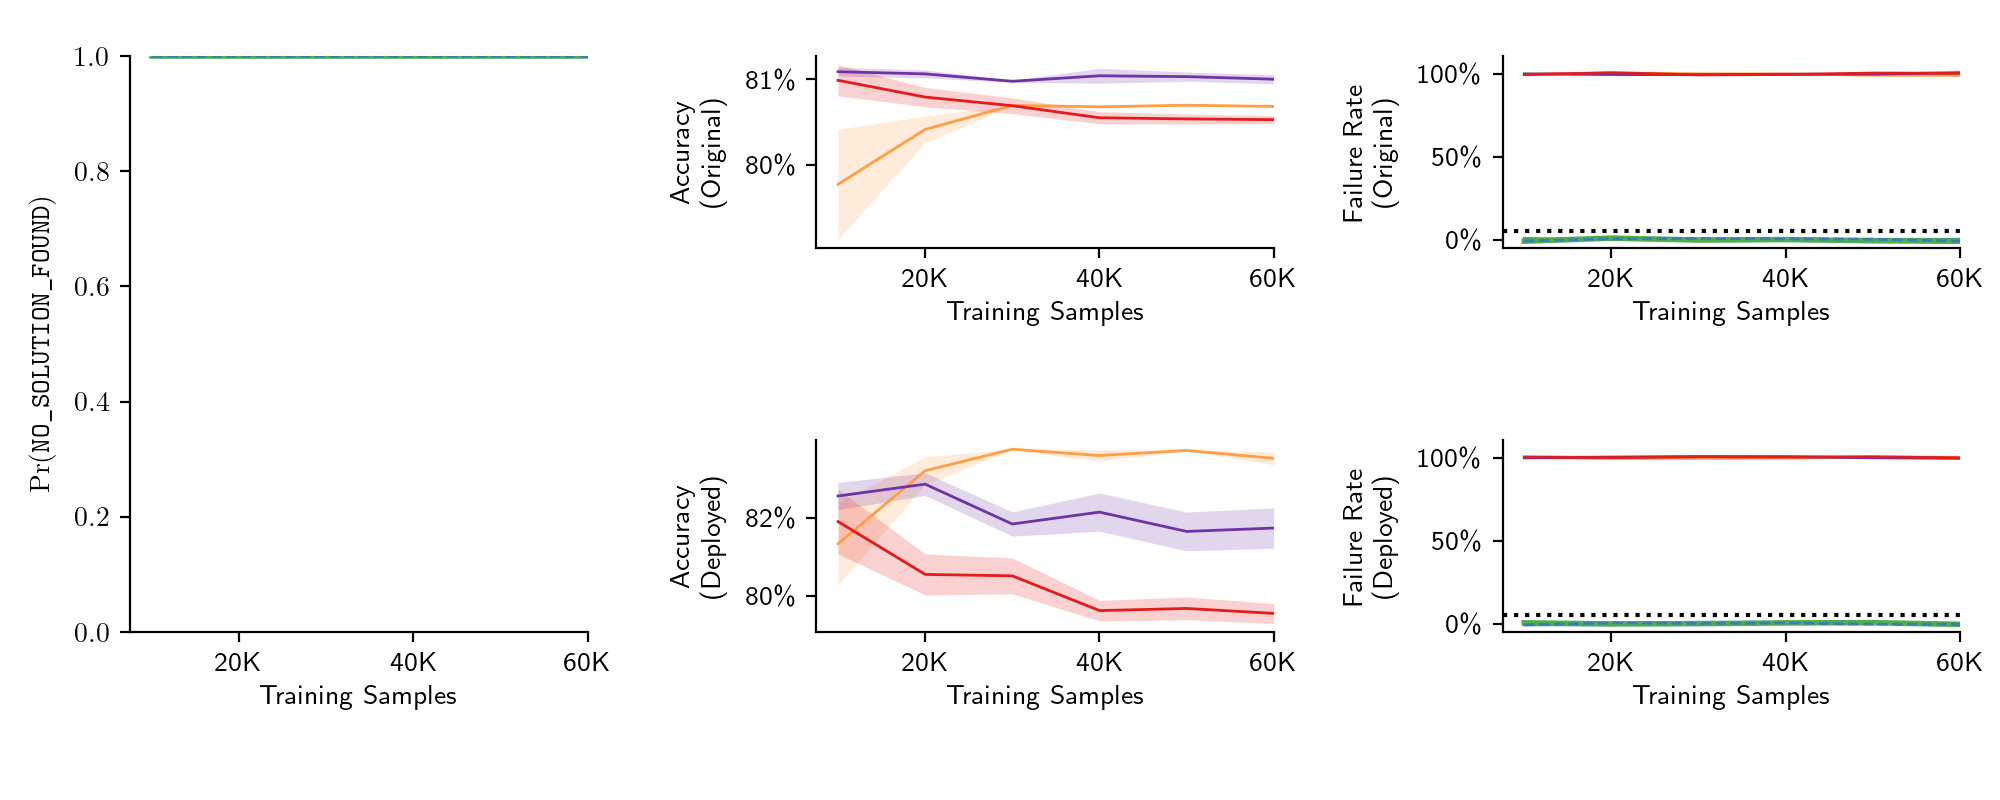 Pr(NO_SOLUTION_FOUND)
1.0
0.8
0.6
0.4
0.2
0.0
20K 40K 60K
Training Samples
Accuracy
(Original)
81%
80%
20K 40K 60K
Training Samples
Failure Rate
(Original)
100%
50%
0%
20K 40K 60K
Training Samples
Accuracy
(Deployed)
82%
80%
20K 40K 60K
Training Samples
Failure Rate
(Deployed)
100%
50%
0%
20K 40K 60K
Training Samples